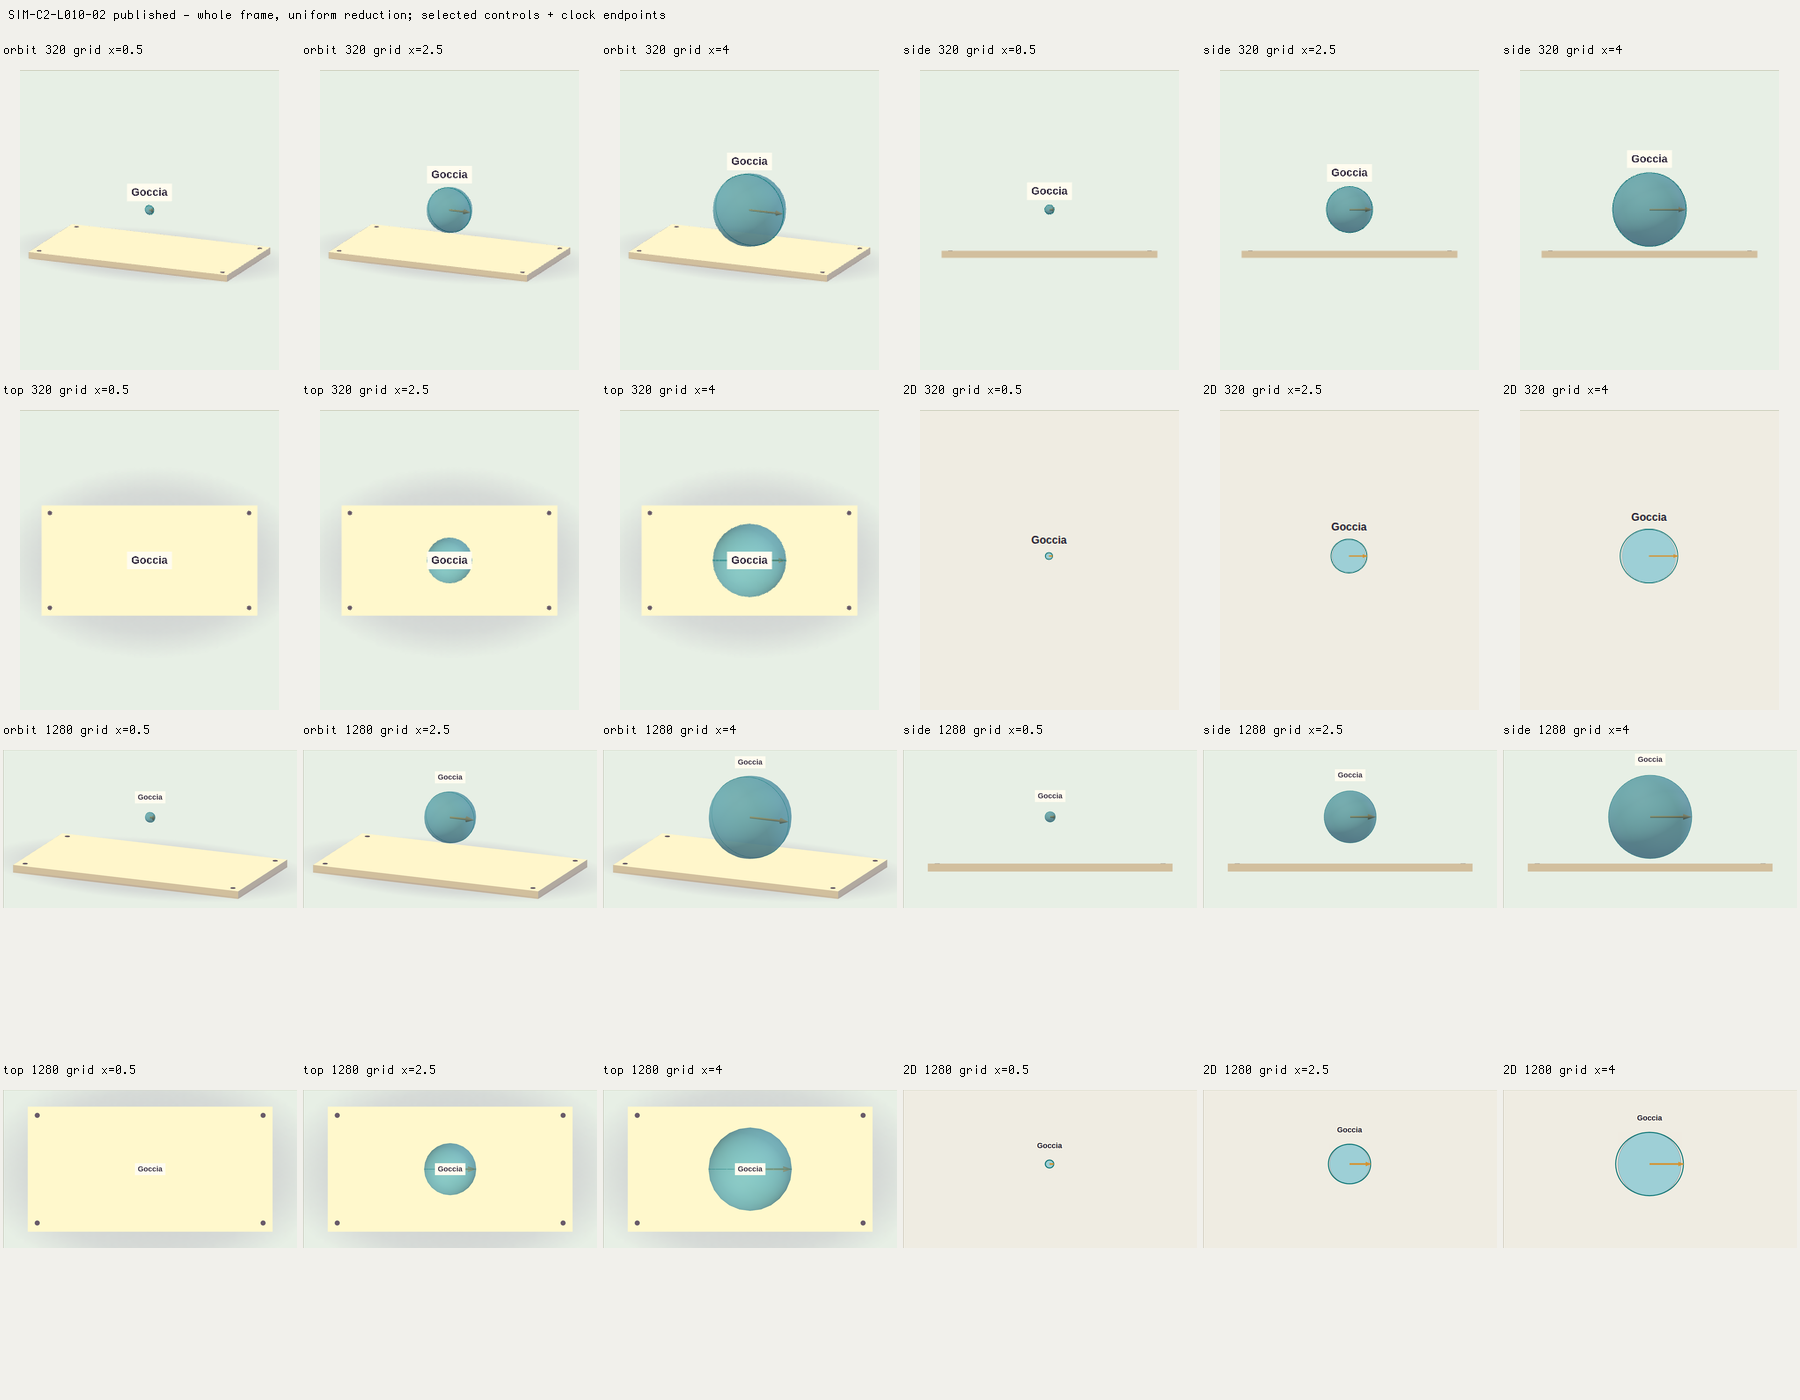 SIM-C2-L010-02 published – whole frame, uniform reduction; selected controls + clock endpoints
orbit 320 grid x=0.5
orbit 320 grid x=2.5
orbit 320 grid x=4
side 320 grid x=0.5
side 320 grid x=2.5
side 320 grid x=4
Goccia
Goccia
Goccia
Goccia
Goccia
Goccia
top 320 grid x=0.5
top 320 grid x=2.5
top 320 grid x=4
2D 320 grid x=0.5
2D 320 grid x=2.5
2D 320 grid x=4
Goccia
Goccia
Goccia
Goccia
Goccia
Goccia
orbit 1280 grid x=0.5
orbit 1280 grid x=2.5
orbit 1280 grid x=4
side 1280 grid x=0.5
side 1280 grid x=2.5
side 1280 grid x=4
Goccia
Goccia
Goccia
Goccia
Goccia
Goccia
top 1280 grid x=0.5
top 1280 grid x=2.5
top 1280 grid x=4
2D 1280 grid x=0.5
2D 1280 grid x=2.5
2D 1280 grid x=4
Goccia
Goccia
Goccia
Goccia
Goccia
Goccia